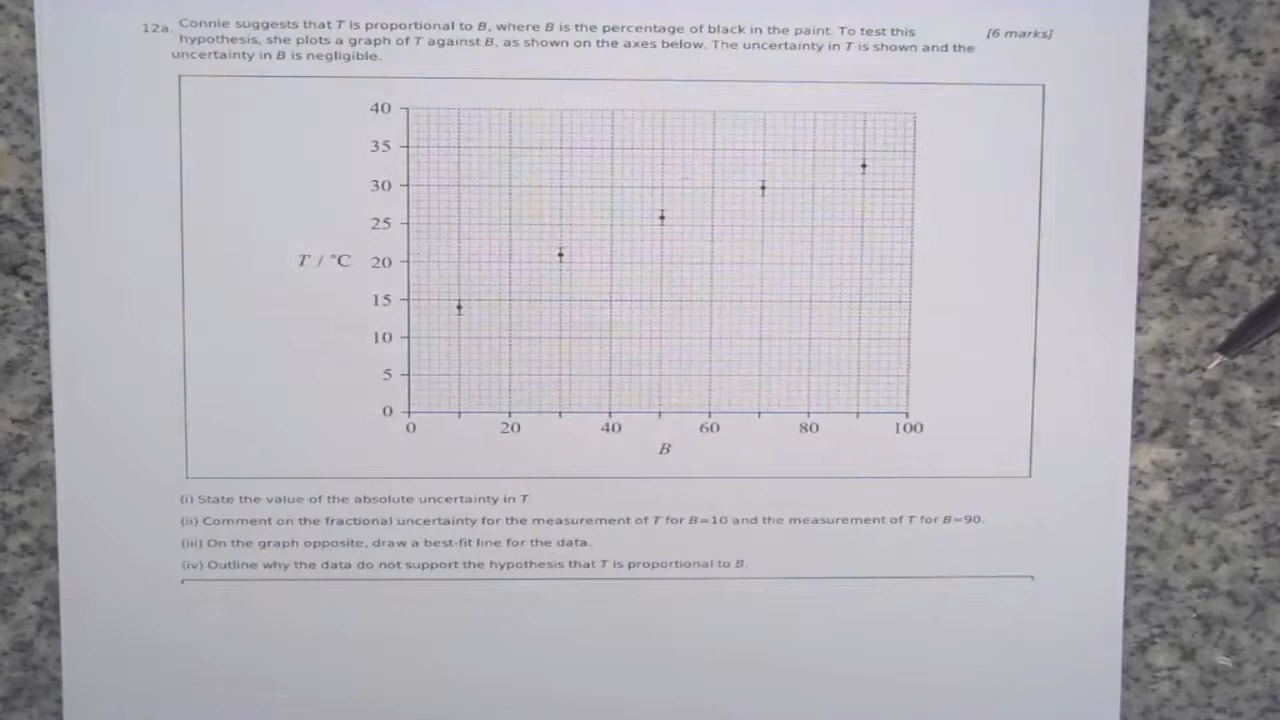 12a. Connie suggests that T is proportional to B, where B is the percentage of black in the paint. To test this [6 marks]
hypothesis, she plots a graph of T against B, as shown on the axes below. The uncertainty in T is shown and the
uncertainty in B is negligible.
40
35
30
25
T / °C 20
15
10
5
0
0 20 40 60 80 100
B
(i) State the value of the absolute uncertainty in T
(ii) Comment on the fractional uncertainty for the measurement of T for B=10 and the measurement of T for B=90.
(iii) On the graph opposite, draw a best-fit line for the data.
(iv) Outline why the data do not support the hypothesis that T is proportional to B.